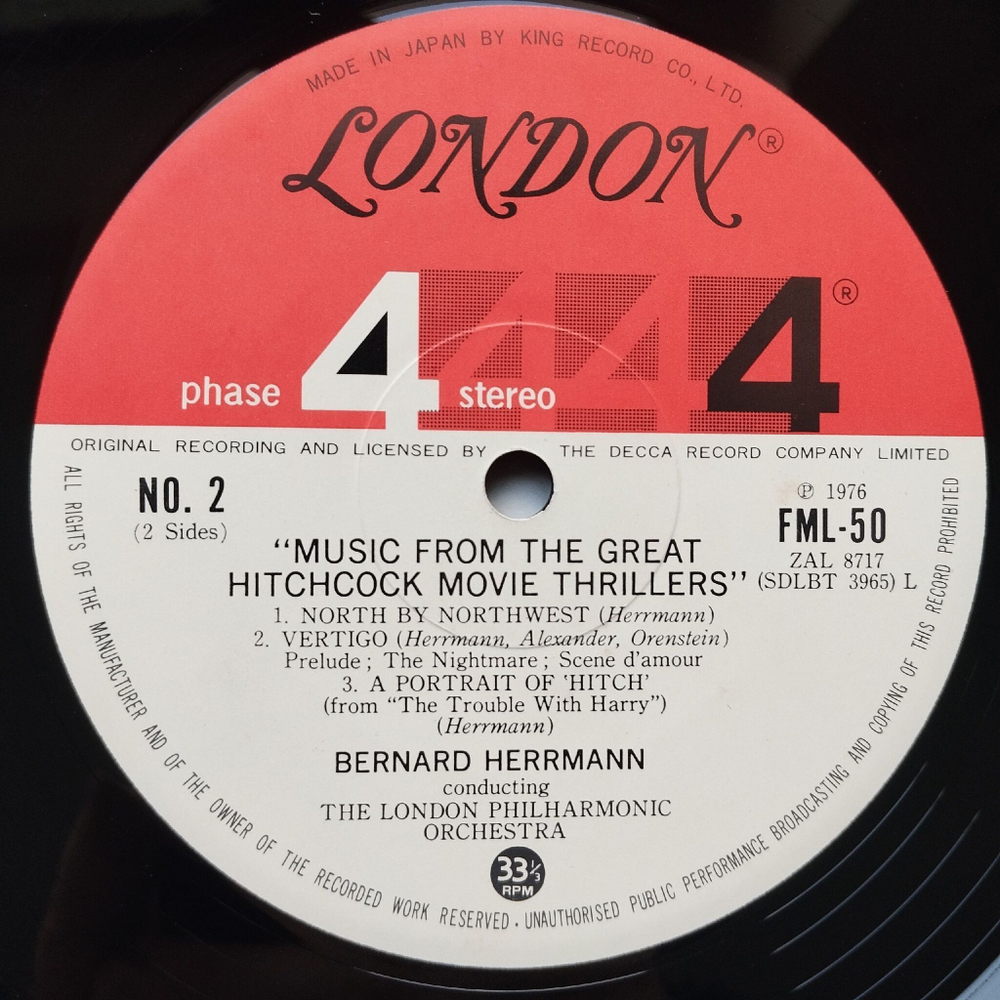 MADE IN JAPAN BY KING RECORD CO., LTD.
LONDON®
phase 4 stereo 4 4 4®
ORIGINAL RECORDING AND LICENSED BY THE DECCA RECORD COMPANY LIMITED
NO. 2
(2 Sides)
℗ 1976
FML-50
ZAL 8717
(SDLBT 3965) L
“MUSIC FROM THE GREAT
HITCHCOCK MOVIE THRILLERS”
1. NORTH BY NORTHWEST (Herrmann)
2. VERTIGO (Herrmann, Alexander, Orenstein)
Prelude ; The Nightmare ; Scene d'amour
3. A PORTRAIT OF ‘HITCH’
(from “The Trouble With Harry”)
(Herrmann)
BERNARD HERRMANN
conducting
THE LONDON PHILHARMONIC
ORCHESTRA
33⅓
RPM
ALL RIGHTS OF THE MANUFACTURER AND OF THE OWNER OF THE RECORDED WORK RESERVED . UNAUTHORISED PUBLIC PERFORMANCE BROADCASTING AND COPYING OF THIS RECORD PROHIBITED